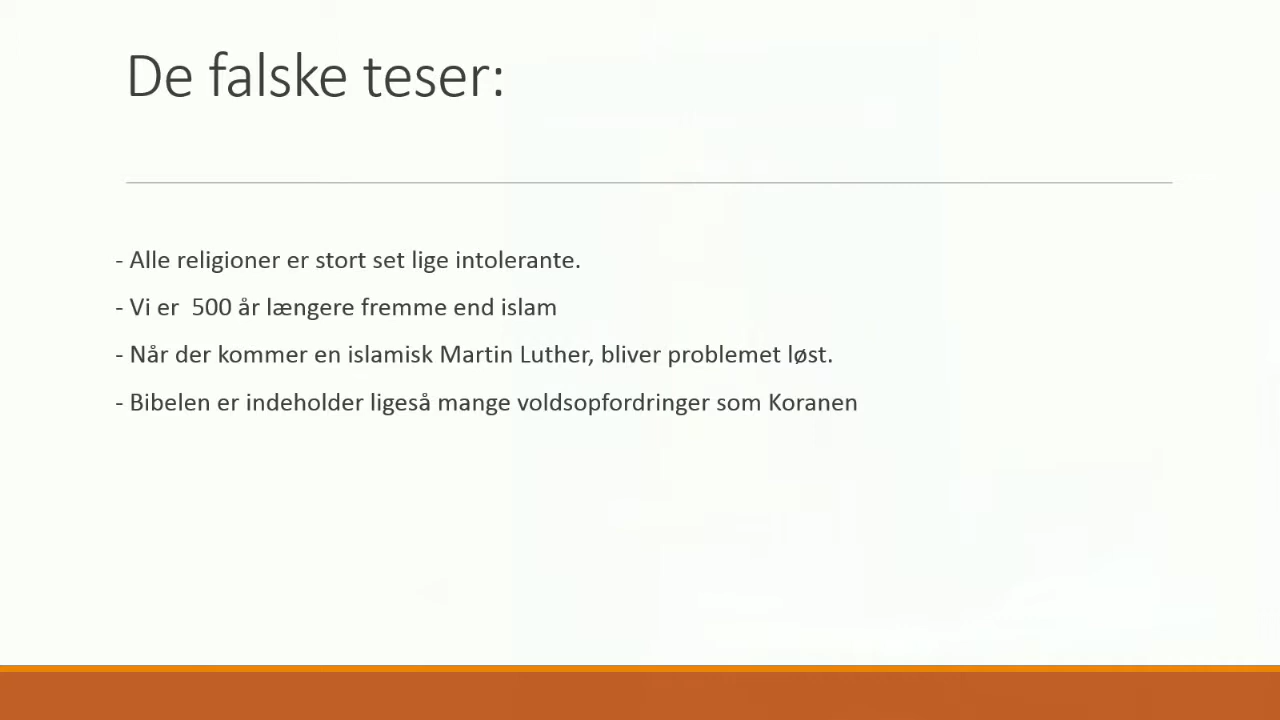 De falske teser:
- Alle religioner er stort set lige intolerante.
- Vi er  500 år længere fremme end islam
- Når der kommer en islamisk Martin Luther, bliver problemet løst.
- Bibelen er indeholder ligeså mange voldsopfordringer som Koranen